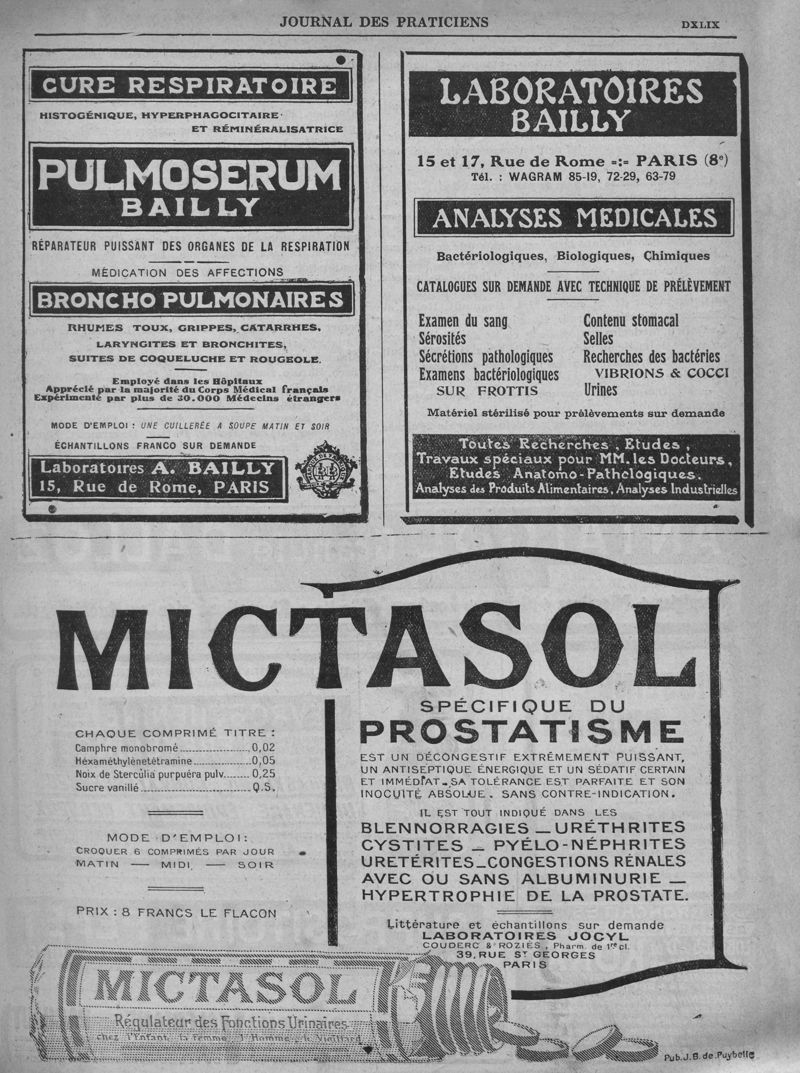 JOURNAL DES PRATICIENS
DXLIX
CURE RESPIRATOIRE
HISTOGÉNIQUE, HYPERPHAGOCITAIRE
ET RÉMINÉRALISATRICE
PULMOSERUM
BAILLY
RÉPARATEUR PUISSANT DES ORGANES DE LA RESPIRATION
MÉDICATION DES AFFECTIONS
BRONCHO PULMONAIRES
RHUMES TOUX, GRIPPES, CATARRHES,
LARYNGITES ET BRONCHITES,
SUITES DE COQUELUCHE ET ROUGEOLE.
Employé dans les Hôpitaux
Apprécié par la majorité du Corps Médical français
Expérimenté par plus de 30.000 Médecins étrangers
MODE D'EMPLOI : UNE CUILLERÉE A SOUPE MATIN ET SOIR
ÉCHANTILLONS FRANCO SUR DEMANDE
Laboratoires A. BAILLY
15, Rue de Rome, PARIS
LABORATOIRES
BAILLY
15 et 17, Rue de Rome -:- PARIS (8e)
Tél. : WAGRAM 85-19, 72-29, 63-79
ANALYSES MEDICALES
Bactériologiques, Biologiques, Chimiques
CATALOGUES SUR DEMANDE AVEC TECHNIQUE DE PRÉLÈVEMENT
Examen du sang
Sérosités
Sécrétions pathologiques
Examens bactériologiques
SUR FROTTIS
Contenu stomacal
Selles
Recherches des bactéries
VIBRIONS & COCCI
Urines
Matériel stérilisé pour prélèvements sur demande
Toutes Recherches, Etudes,
Travaux spéciaux pour MM. les Docteurs,
Etudes Anatomo-Pathologiques.
Analyses des Produits Alimentaires, Analyses Industrielles
MICTASOL
CHAQUE COMPRIMÉ TITRE :
Camphre monobromé 0,02
Héxaméthylènetétramine 0,05
Noix de Sterculia purpuéra pulv. 0,25
Sucre vanillé Q.S.
MODE D'EMPLOI:
CROQUER 6 COMPRIMÉS PAR JOUR
MATIN — MIDI — SOIR
PRIX : 8 FRANCS LE FLACON
SPÉCIFIQUE DU
PROSTATISME
EST UN DÉCONGESTIF EXTRÊMEMENT PUISSANT,
UN ANTISEPTIQUE ÉNERGIQUE ET UN SÉDATIF CERTAIN
ET IMMÉDIAT. SA TOLÉRANCE EST PARFAITE ET SON
INOCUITÉ ABSOLUE. SANS CONTRE-INDICATION.
IL EST TOUT INDIQUÉ DANS LES
BLENNORRAGIES _ URÉTHRITES
CYSTITES _ PYÉLO-NÉPHRITES
URETÉRITES _ CONGESTIONS RÉNALES
AVEC OU SANS ALBUMINURIE _
HYPERTROPHIE DE LA PROSTATE.
Littérature et échantillons sur demande
LABORATOIRES JOCYL
COUDERC & ROZIÈS, Pharm. de 1re cl.
39, RUE ST GEORGES
PARIS
MICTASOL
Régulateur des Fonctions Urinaires
chez l'Enfant, la Femme, l'Homme, le Vieillard
Pub. J. B. de Puybelle